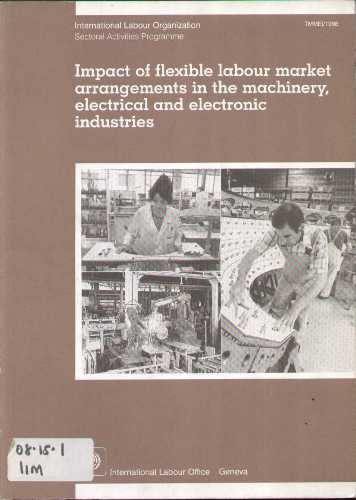 International Labour Organization
Sectoral Activities Programme
TMMEI/1998
Impact of flexible labour market
arrangements in the machinery,
electrical and electronic
industries
08.15.1
IIM
International Labour Office Geneva